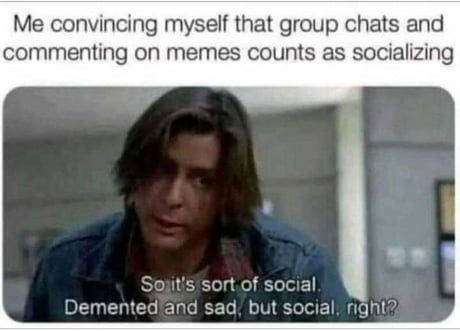 Me convincing myself that group chats and
commenting on memes counts as socializing
So it's sort of social.
Demented and sad, but social, right?